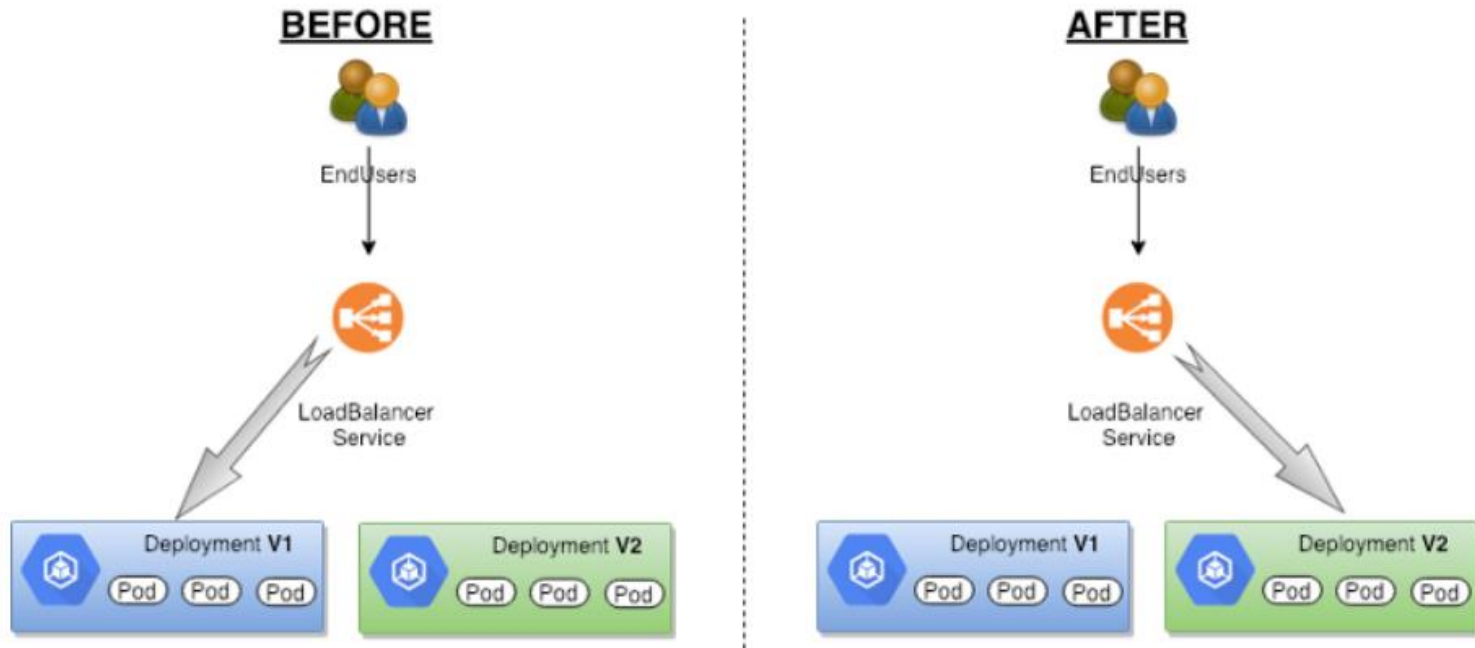 BEFORE
EndUsers
LoadBalancer
Service
Deployment V1
Pod Pod Pod
Deployment V2
Pod Pod Pod
AFTER
EndUsers
LoadBalancer
Service
Deployment V1
Pod Pod Pod
Deployment V2
Pod Pod Pod